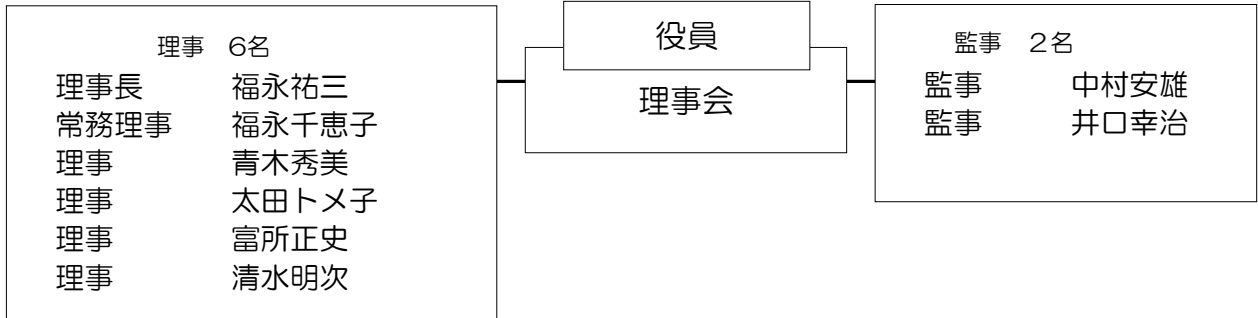 理事 6名
理事長 福永祐三
常務理事 福永千恵子
理事 青木秀美
理事 太田トメ子
理事 富所正史
理事 清水明次
役員
理事会
監事 2名
監事 中村安雄
監事 井口幸治